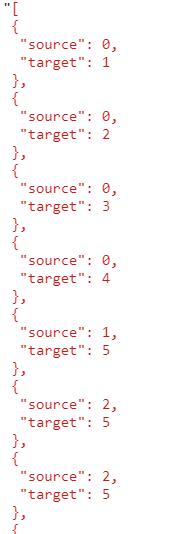 "[
{
"source": 0,
"target": 1
},
{
"source": 0,
"target": 2
},
{
"source": 0,
"target": 3
},
{
"source": 0,
"target": 4
},
{
"source": 1,
"target": 5
},
{
"source": 2,
"target": 5
},
{
"source": 2,
"target": 5
},
{